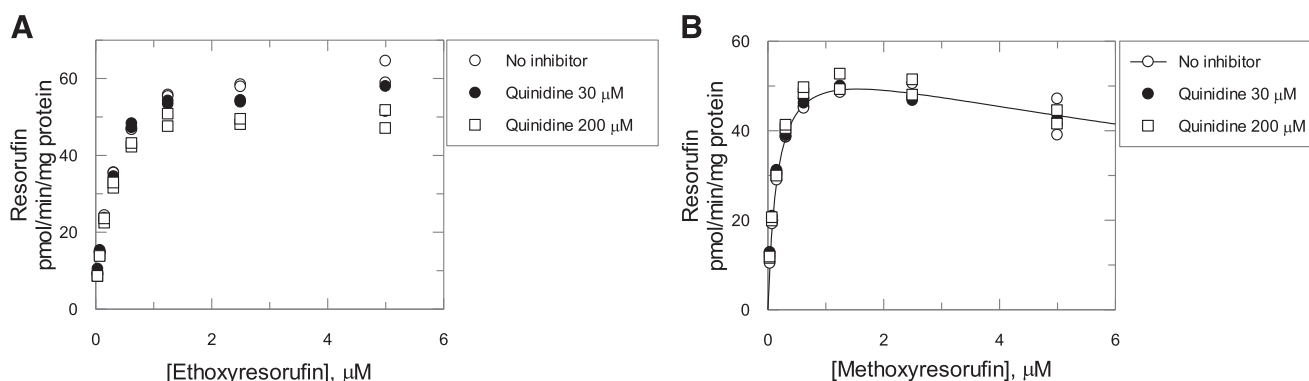 A
Resorufin
pmol/min/mg protein
60
40
20
0
0
2
4
6
[Ethoxyresorufin], μM
No inhibitor
Quinidine 30 μM
Quinidine 200 μM
B
Resorufin
pmol/min/mg protein
60
40
20
0
0
2
4
6
[Methoxyresorufin], μM
No inhibitor
Quinidine 30 μM
Quinidine 200 μM